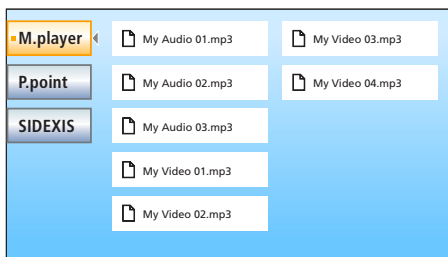 M.player
P.point
SIDEXIS
My Audio 01.mp3
My Audio 02.mp3
My Audio 03.mp3
My Video 01.mp3
My Video 02.mp3
My Video 03.mp3
My Video 04.mp3